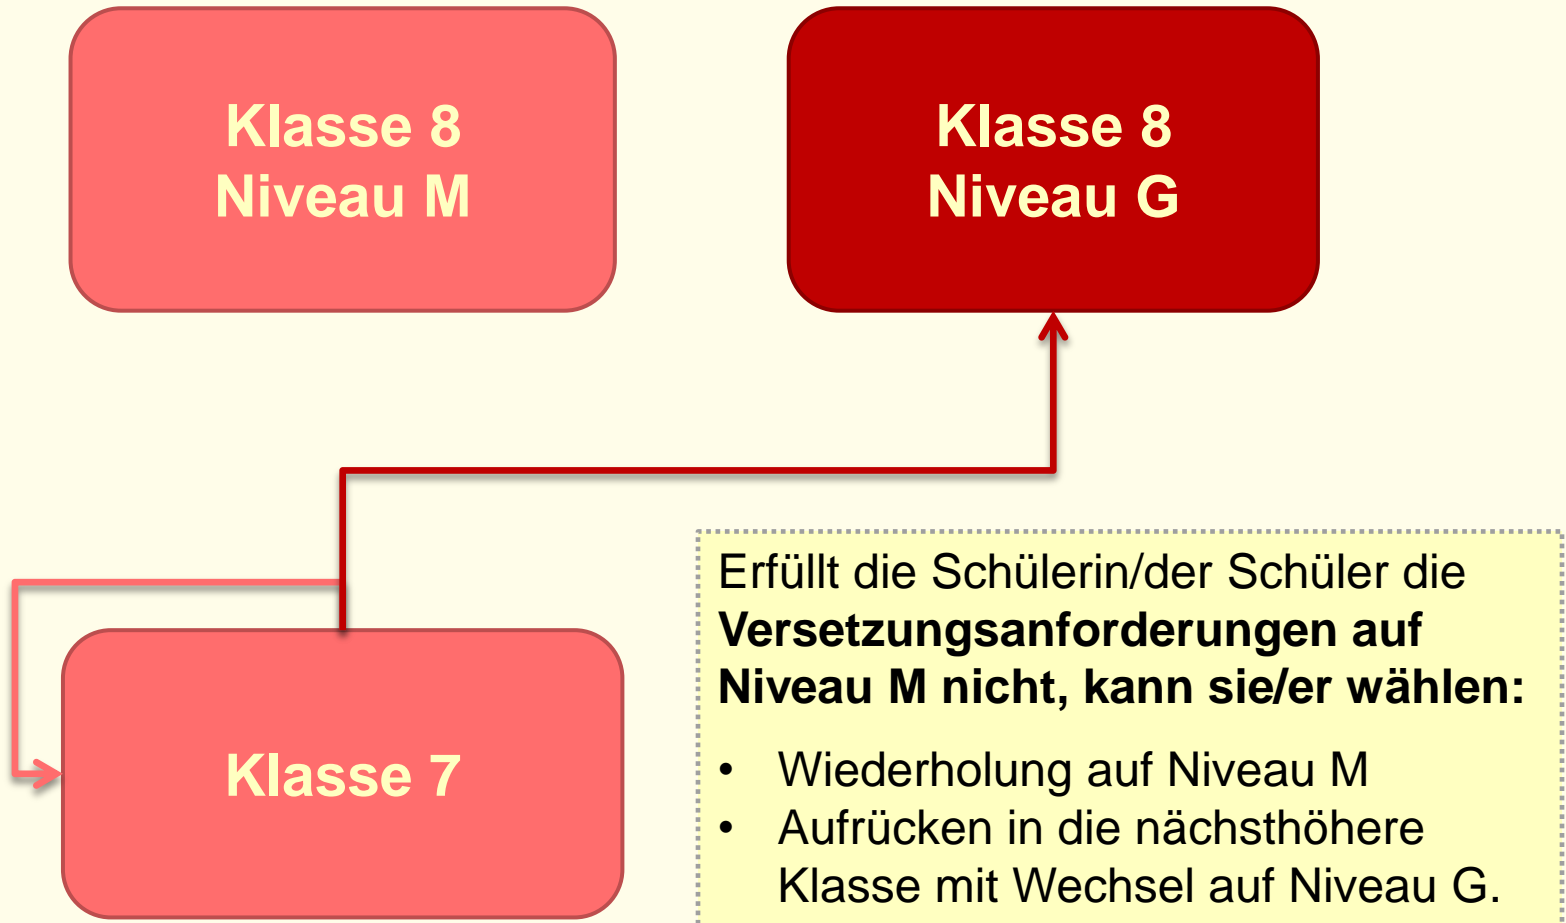 Klasse 8
Niveau M
Klasse 8
Niveau G
Klasse 7
Erfüllt die Schülerin/der Schüler die
Versetzungsanforderungen auf
Niveau M nicht, kann sie/er wählen:
• Wiederholung auf Niveau M
• Aufrücken in die nächsthöhere
Klasse mit Wechsel auf Niveau G.